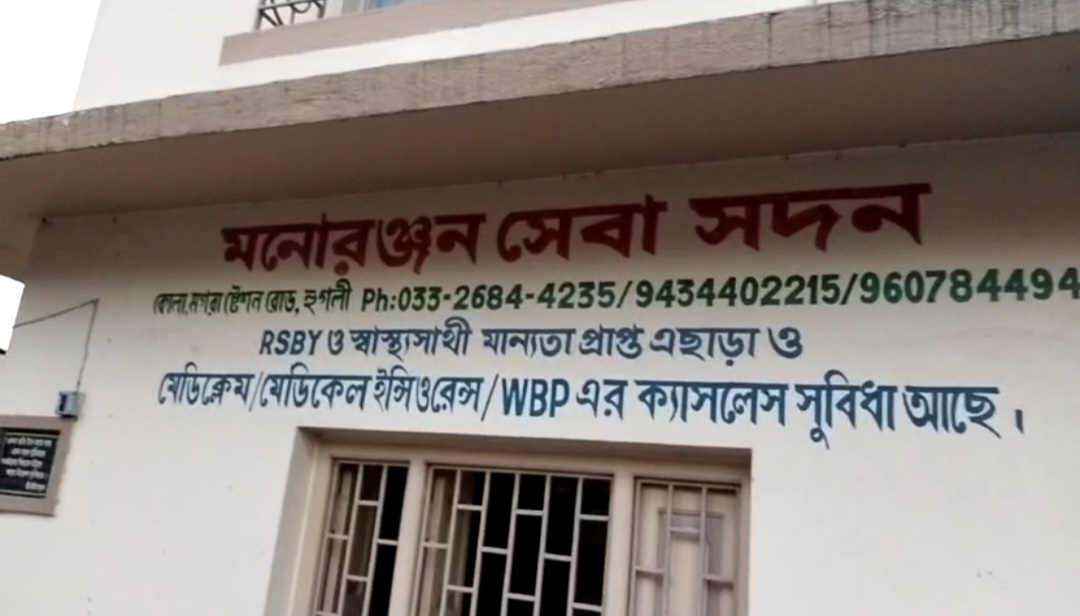 মনোরঞ্জন সেবা সদন
কোলা, মগরা ষ্টেশন রোড, হুগলী Ph:033-2684-4235/9434402215/960784494
RSBY ও স্বাস্থ্যসাথী মান্যতা প্রাপ্ত এছাড়া ও
মেডিক্লেম/মেডিকেল ইন্সিওরেন্স/WBP এর ক্যাসলেস সুবিধা আছে।